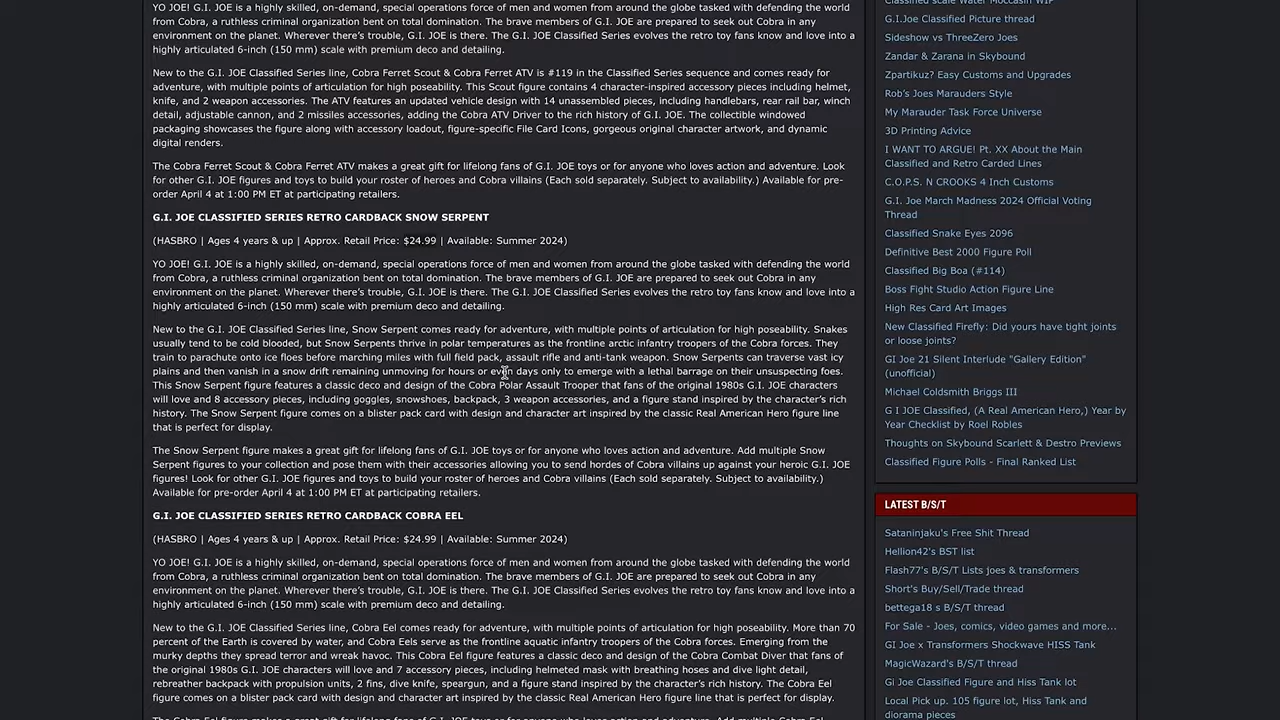 YO JOE! G.I. JOE is a highly skilled, on-demand, special operations force of men and women from around the globe tasked with defending the world
from Cobra, a ruthless criminal organization bent on total domination. The brave members of G.I. JOE are prepared to seek out Cobra in any
environment on the planet. Wherever there's trouble, G.I. JOE is there. The G.I. JOE Classified Series evolves the retro toy fans know and love into a
highly articulated 6-inch (150 mm) scale with premium deco and detailing.
New to the G.I. JOE Classified Series line, Cobra Ferret Scout & Cobra Ferret ATV is #119 in the Classified Series sequence and comes ready for
adventure, with multiple points of articulation for high poseability. This Scout figure contains 4 character-inspired accessory pieces including helmet,
knife, and 2 weapon accessories. The ATV features an updated vehicle design with 14 unassembled pieces, including handlebars, rear rail bar, winch
detail, adjustable cannon, and 2 missiles accessories, adding the Cobra ATV Driver to the rich history of G.I. JOE. The collectible windowed
packaging showcases the figure along with accessory loadout, figure-specific File Card Icons, gorgeous original character artwork, and dynamic
digital renders.
The Cobra Ferret Scout & Cobra Ferret ATV makes a great gift for lifelong fans of G.I. JOE toys or for anyone who loves action and adventure. Look
for other G.I. JOE figures and toys to build your roster of heroes and Cobra villains (Each sold separately. Subject to availability.) Available for pre-
order April 4 at 1:00 PM ET at participating retailers.
G.I. JOE CLASSIFIED SERIES RETRO CARDBACK SNOW SERPENT
(HASBRO | Ages 4 years & up | Approx. Retail Price: $24.99 | Available: Summer 2024)
YO JOE! G.I. JOE is a highly skilled, on-demand, special operations force of men and women from around the globe tasked with defending the world
from Cobra, a ruthless criminal organization bent on total domination. The brave members of G.I. JOE are prepared to seek out Cobra in any
environment on the planet. Wherever there's trouble, G.I. JOE is there. The G.I. JOE Classified Series evolves the retro toy fans know and love into a
highly articulated 6-inch (150 mm) scale with premium deco and detailing.
New to the G.I. JOE Classified Series line, Snow Serpent comes ready for adventure, with multiple points of articulation for high poseability. Snakes
usually tend to be cold blooded, but Snow Serpents thrive in polar temperatures as the frontline arctic infantry troopers of the Cobra forces. They
train to parachute onto ice floes before marching miles with full field pack, assault rifle and anti-tank weapon. Snow Serpents can traverse vast icy
plains and then vanish in a snow drift remaining unmoving for hours or even days only to emerge with a lethal barrage on their unsuspecting foes.
This Snow Serpent figure features a classic deco and design of the Cobra Polar Assault Trooper that fans of the original 1980s G.I. JOE characters
will love and 8 accessory pieces, including goggles, snowshoes, backpack, 3 weapon accessories, and a figure stand inspired by the character's rich
history. The Snow Serpent figure comes on a blister pack card with design and character art inspired by the classic Real American Hero figure line
that is perfect for display.
The Snow Serpent figure makes a great gift for lifelong fans of G.I. JOE toys or for anyone who loves action and adventure. Add multiple Snow
Serpent figures to your collection and pose them with their accessories allowing you to send hordes of Cobra villains up against your heroic G.I. JOE
figures! Look for other G.I. JOE figures and toys to build your roster of heroes and Cobra villains (Each sold separately. Subject to availability.)
Available for pre-order April 4 at 1:00 PM ET at participating retailers.
G.I. JOE CLASSIFIED SERIES RETRO CARDBACK COBRA EEL
(HASBRO | Ages 4 years & up | Approx. Retail Price: $24.99 | Available: Summer 2024)
YO JOE! G.I. JOE is a highly skilled, on-demand, special operations force of men and women from around the globe tasked with defending the world
from Cobra, a ruthless criminal organization bent on total domination. The brave members of G.I. JOE are prepared to seek out Cobra in any
environment on the planet. Wherever there's trouble, G.I. JOE is there. The G.I. JOE Classified Series evolves the retro toy fans know and love into a
highly articulated 6-inch (150 mm) scale with premium deco and detailing.
New to the G.I. JOE Classified Series line, Cobra Eel comes ready for adventure, with multiple points of articulation for high poseability. More than 70
percent of the Earth is covered by water, and Cobra Eels serve as the frontline aquatic infantry troopers of the Cobra forces. Emerging from the
murky depths they spread terror and wreak havoc. This Cobra Eel figure features a classic deco and design of the Cobra Combat Diver that fans of
the original 1980s G.I. JOE characters will love and 7 accessory pieces, including helmeted mask with breathing hoses and dive light detail,
rebreather backpack with propulsion units, 2 fins, dive knife, speargun, and a figure stand inspired by the character's rich history. The Cobra Eel
figure comes on a blister pack card with design and character art inspired by the classic Real American Hero figure line that is perfect for display.
The Cobra Eel figure makes a great gift for lifelong fans of G.I. JOE toys or for anyone who loves action and adventure. Add multiple Cobra Eel
Classified scale Water Moccasin WIP
G.I.Joe Classified Picture thread
Sideshow vs ThreeZero Joes
Zandar & Zarana in Skybound
Zpartikuz? Easy Customs and Upgrades
Rob's Joes Marauders Style
My Marauder Task Force Universe
3D Printing Advice
I WANT TO ARGUE! Pt. XX About the Main
Classified and Retro Carded Lines
C.O.P.S. N CROOKS 4 Inch Customs
G.I. Joe March Madness 2024 Official Voting
Thread
Classified Snake Eyes 2096
Definitive Best 2000 Figure Poll
Classified Big Boa (#114)
Boss Fight Studio Action Figure Line
High Res Card Art Images
New Classified Firefly: Did yours have tight joints
or loose joints?
GI Joe 21 Silent Interlude "Gallery Edition"
(unofficial)
Michael Coldsmith Briggs III
G I JOE Classified, (A Real American Hero,) Year by
Year Checklist by Roel Robles
Thoughts on Skybound Scarlett & Destro Previews
Classified Figure Polls - Final Ranked List
LATEST B/S/T
Sataninjaku's Free Shit Thread
Hellion42's BST list
Flash77's B/S/T Lists joes & transformers
Short's Buy/Sell/Trade thread
bettega18 s B/S/T thread
For Sale - Joes, comics, video games and more...
GI Joe x Transformers Shockwave HISS Tank
MagicWazard's B/S/T thread
Gi Joe Classified Figure and Hiss Tank lot
Local Pick up. 105 figure lot, Hiss Tank and
diorama pieces